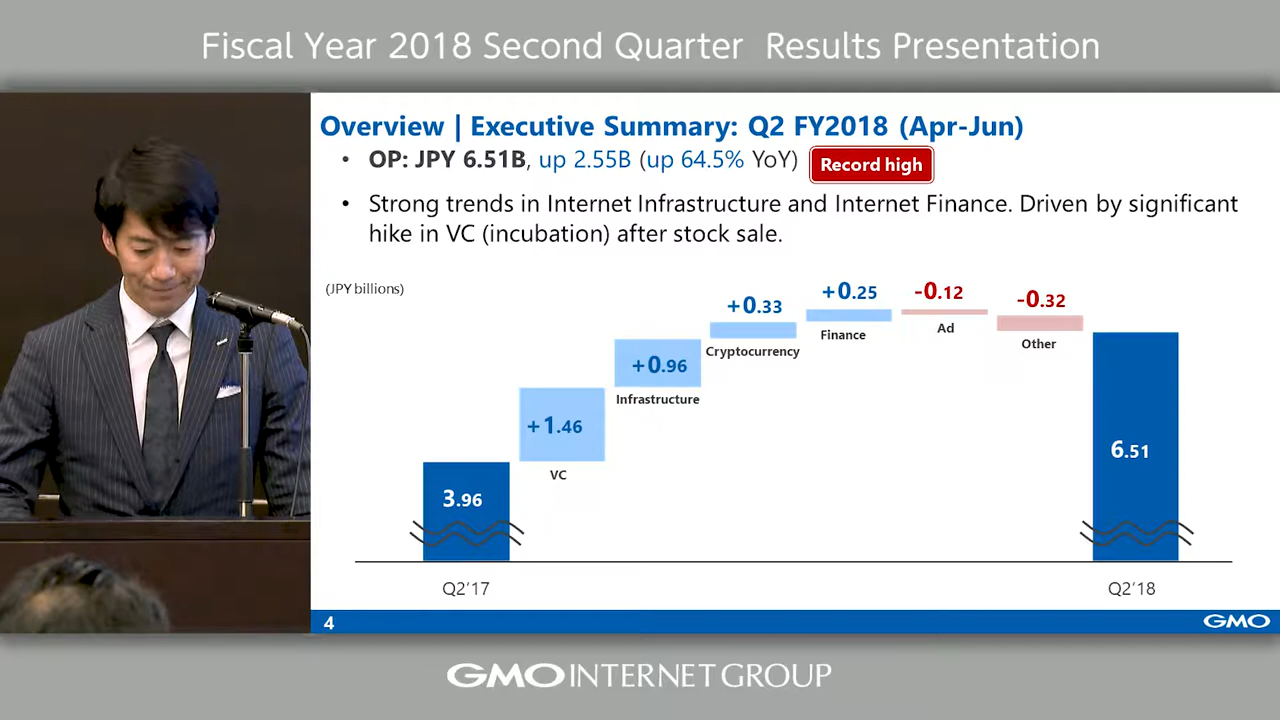 Fiscal Year 2018 Second Quarter Results Presentation
Overview | Executive Summary: Q2 FY2018 (Apr-Jun)
• OP: JPY 6.51B, up 2.55B (up 64.5% YoY) Record high
• Strong trends in Internet Infrastructure and Internet Finance. Driven by significant
hike in VC (incubation) after stock sale.
(JPY billions)
+0.33
+0.25
-0.12
-0.32
Cryptocurrency
Finance
Ad
Other
+0.96
Infrastructure
+1.46
VC
3.96
6.51
Q2'17
Q2'18
4
GMO
GMO INTERNET GROUP